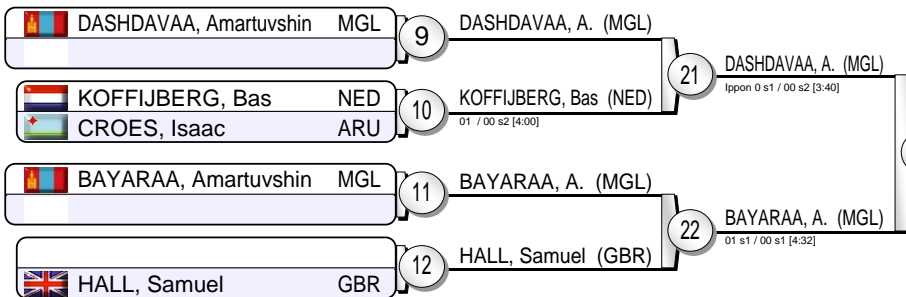 DASHDAVAA, Amartuvshin MGL
9
DASHDAVAA, A. (MGL)
KOFFIJBERG, Bas NED
CROES, Isaac ARU
10
KOFFIJBERG, Bas (NED)
01 / 00 s2 [4:00]
21
DASHDAVAA, A. (MGL)
Ippon 0 s1 / 00 s2 [3:40]
BAYARAA, Amartuvshin MGL
11
BAYARAA, A. (MGL)
HALL, Samuel GBR
12
HALL, Samuel (GBR)
22
BAYARAA, A. (MGL)
01 s1 / 00 s1 [4:32]